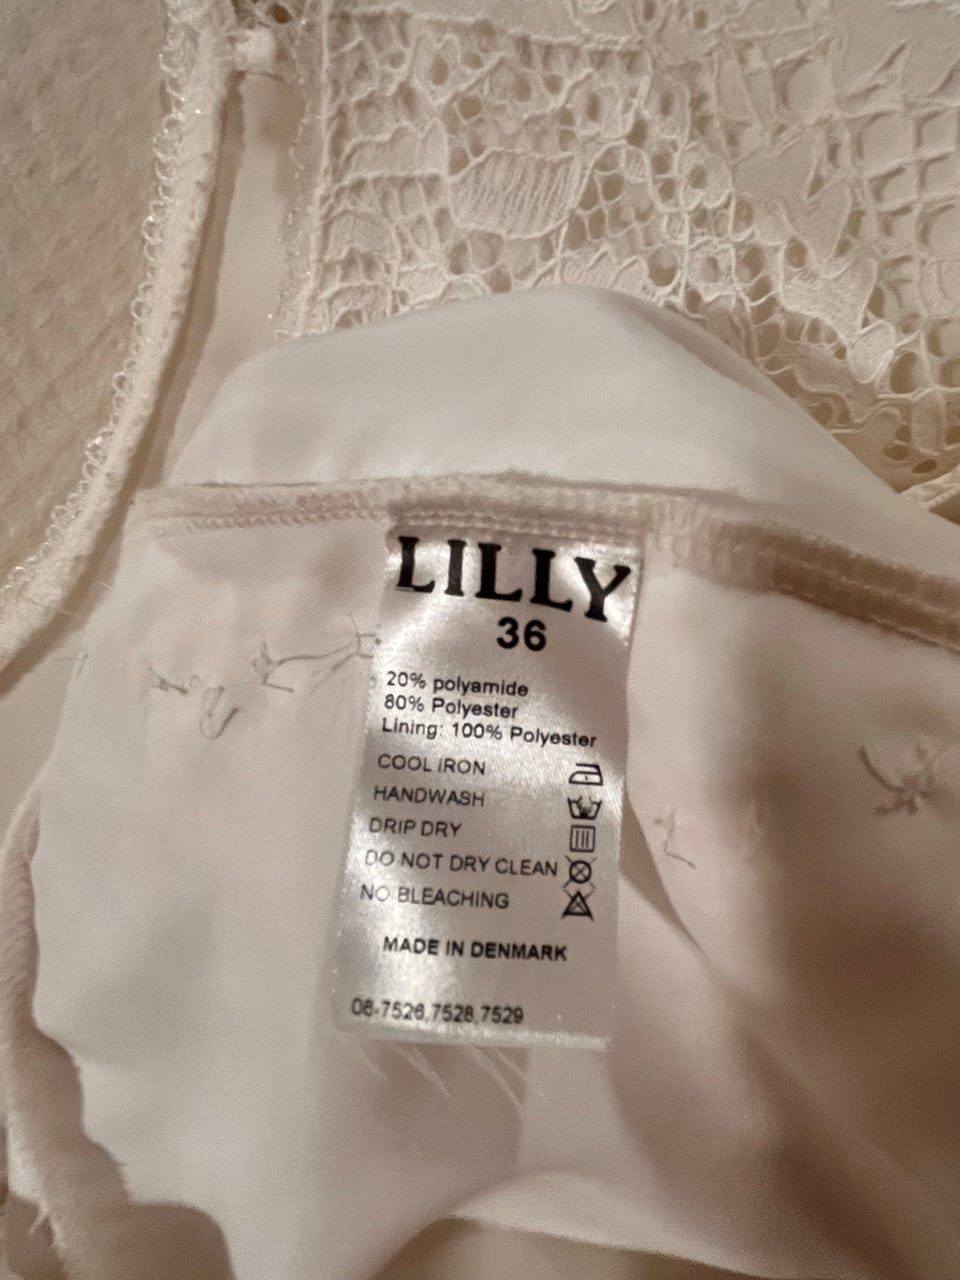 LILLY
36
20% polyamide
80% Polyester
Lining: 100% Polyester
COOL IRON
HANDWASH
DRIP DRY
DO NOT DRY CLEAN
NO BLEACHING
MADE IN DENMARK
08-7526,7528,7529